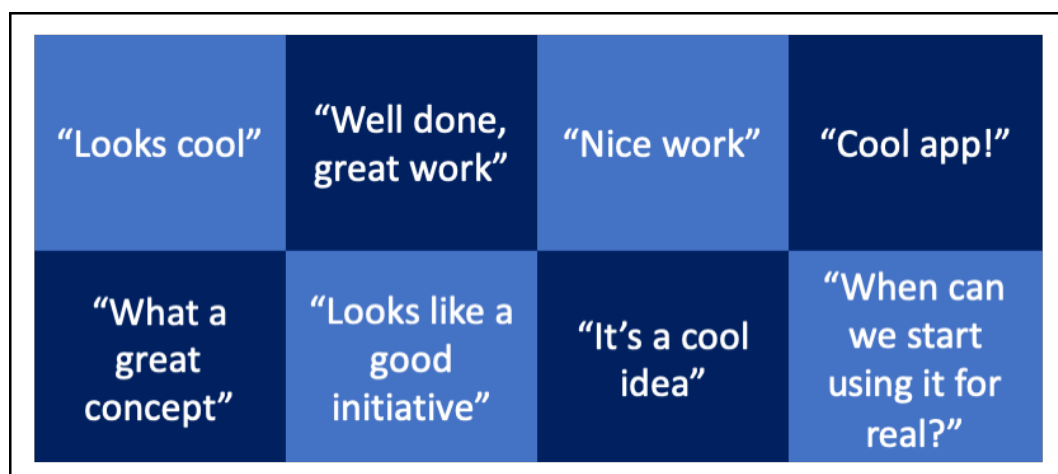 “Looks cool”
“Well done,
great work”
“Nice work”
“Cool app!”
“What a
great
concept”
“Looks like a
good
initiative”
“It’s a cool
idea”
“When can
we start
using it for
real?”